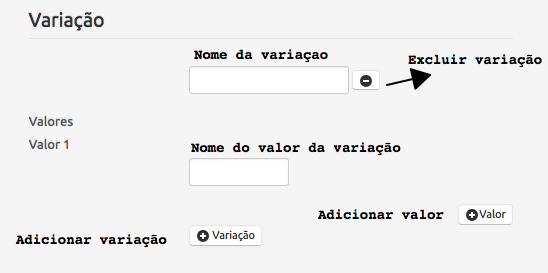 Variação
Nome da variaçao
Excluir variação
Valores
Valor 1
Nome do valor da variação
Adicionar valor
Valor
Adicionar variação
Variação